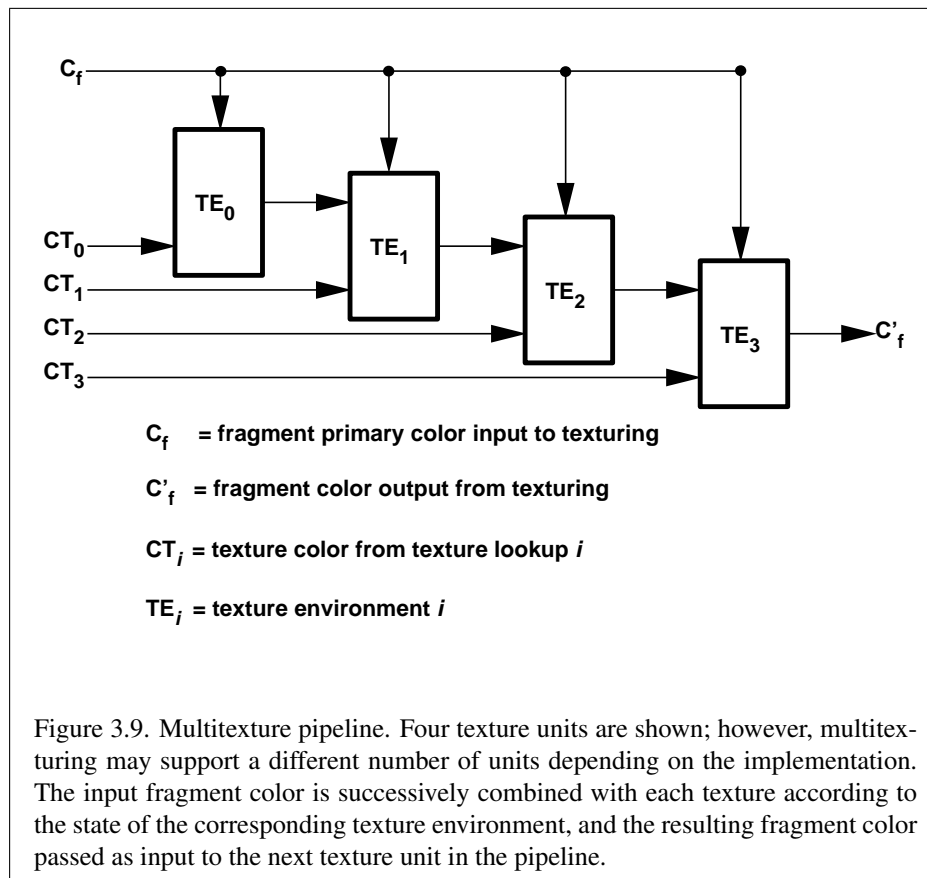 C_f
TE_0
CT_0
TE_1
CT_1
TE_2
CT_2
TE_3
C'_f
CT_3
C_f = fragment primary color input to texturing
C'_f = fragment color output from texturing
CT_i = texture color from texture lookup i
TE_i = texture environment i
Figure 3.9. Multitexture pipeline. Four texture units are shown; however, multitex-
turing may support a different number of units depending on the implementation.
The input fragment color is successively combined with each texture according to
the state of the corresponding texture environment, and the resulting fragment color
passed as input to the next texture unit in the pipeline.